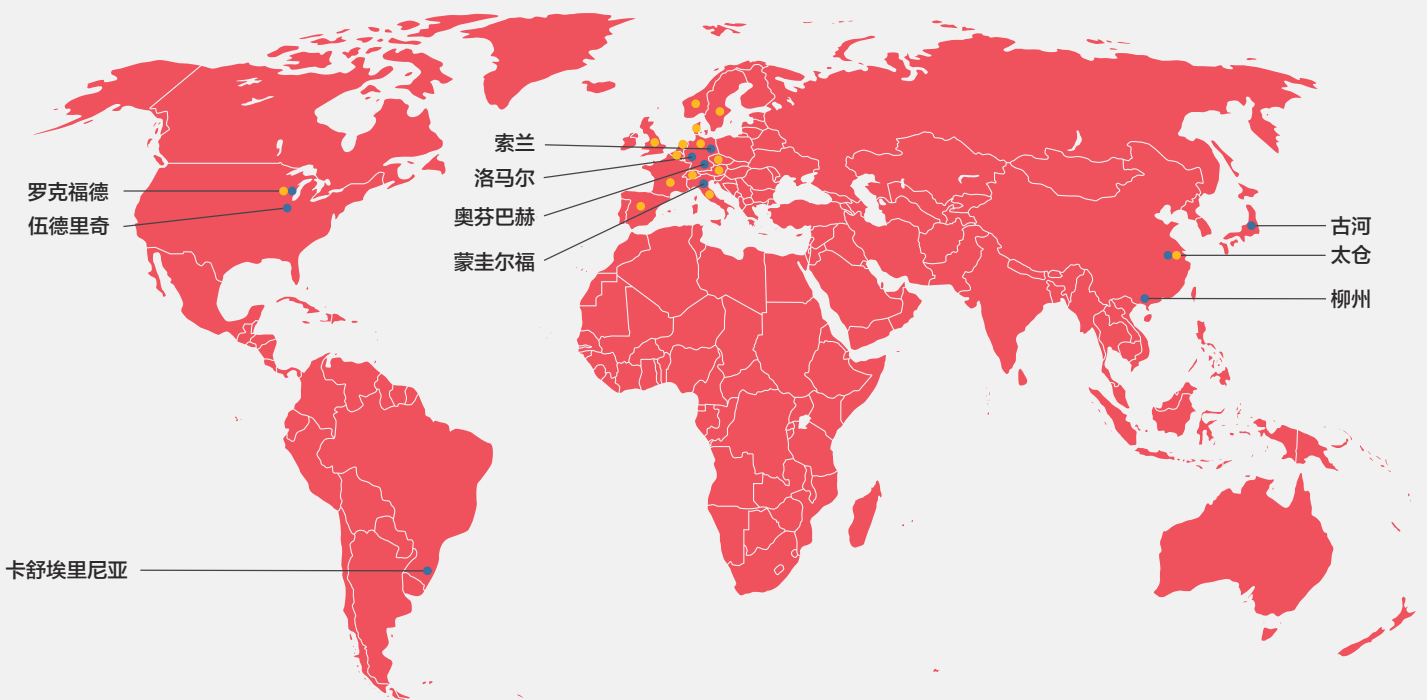 索兰
洛马尔
罗克福德
奥芬巴赫
伍德里奇
古河
太仓
蒙圭尔福
柳州
卡舒埃里尼亚